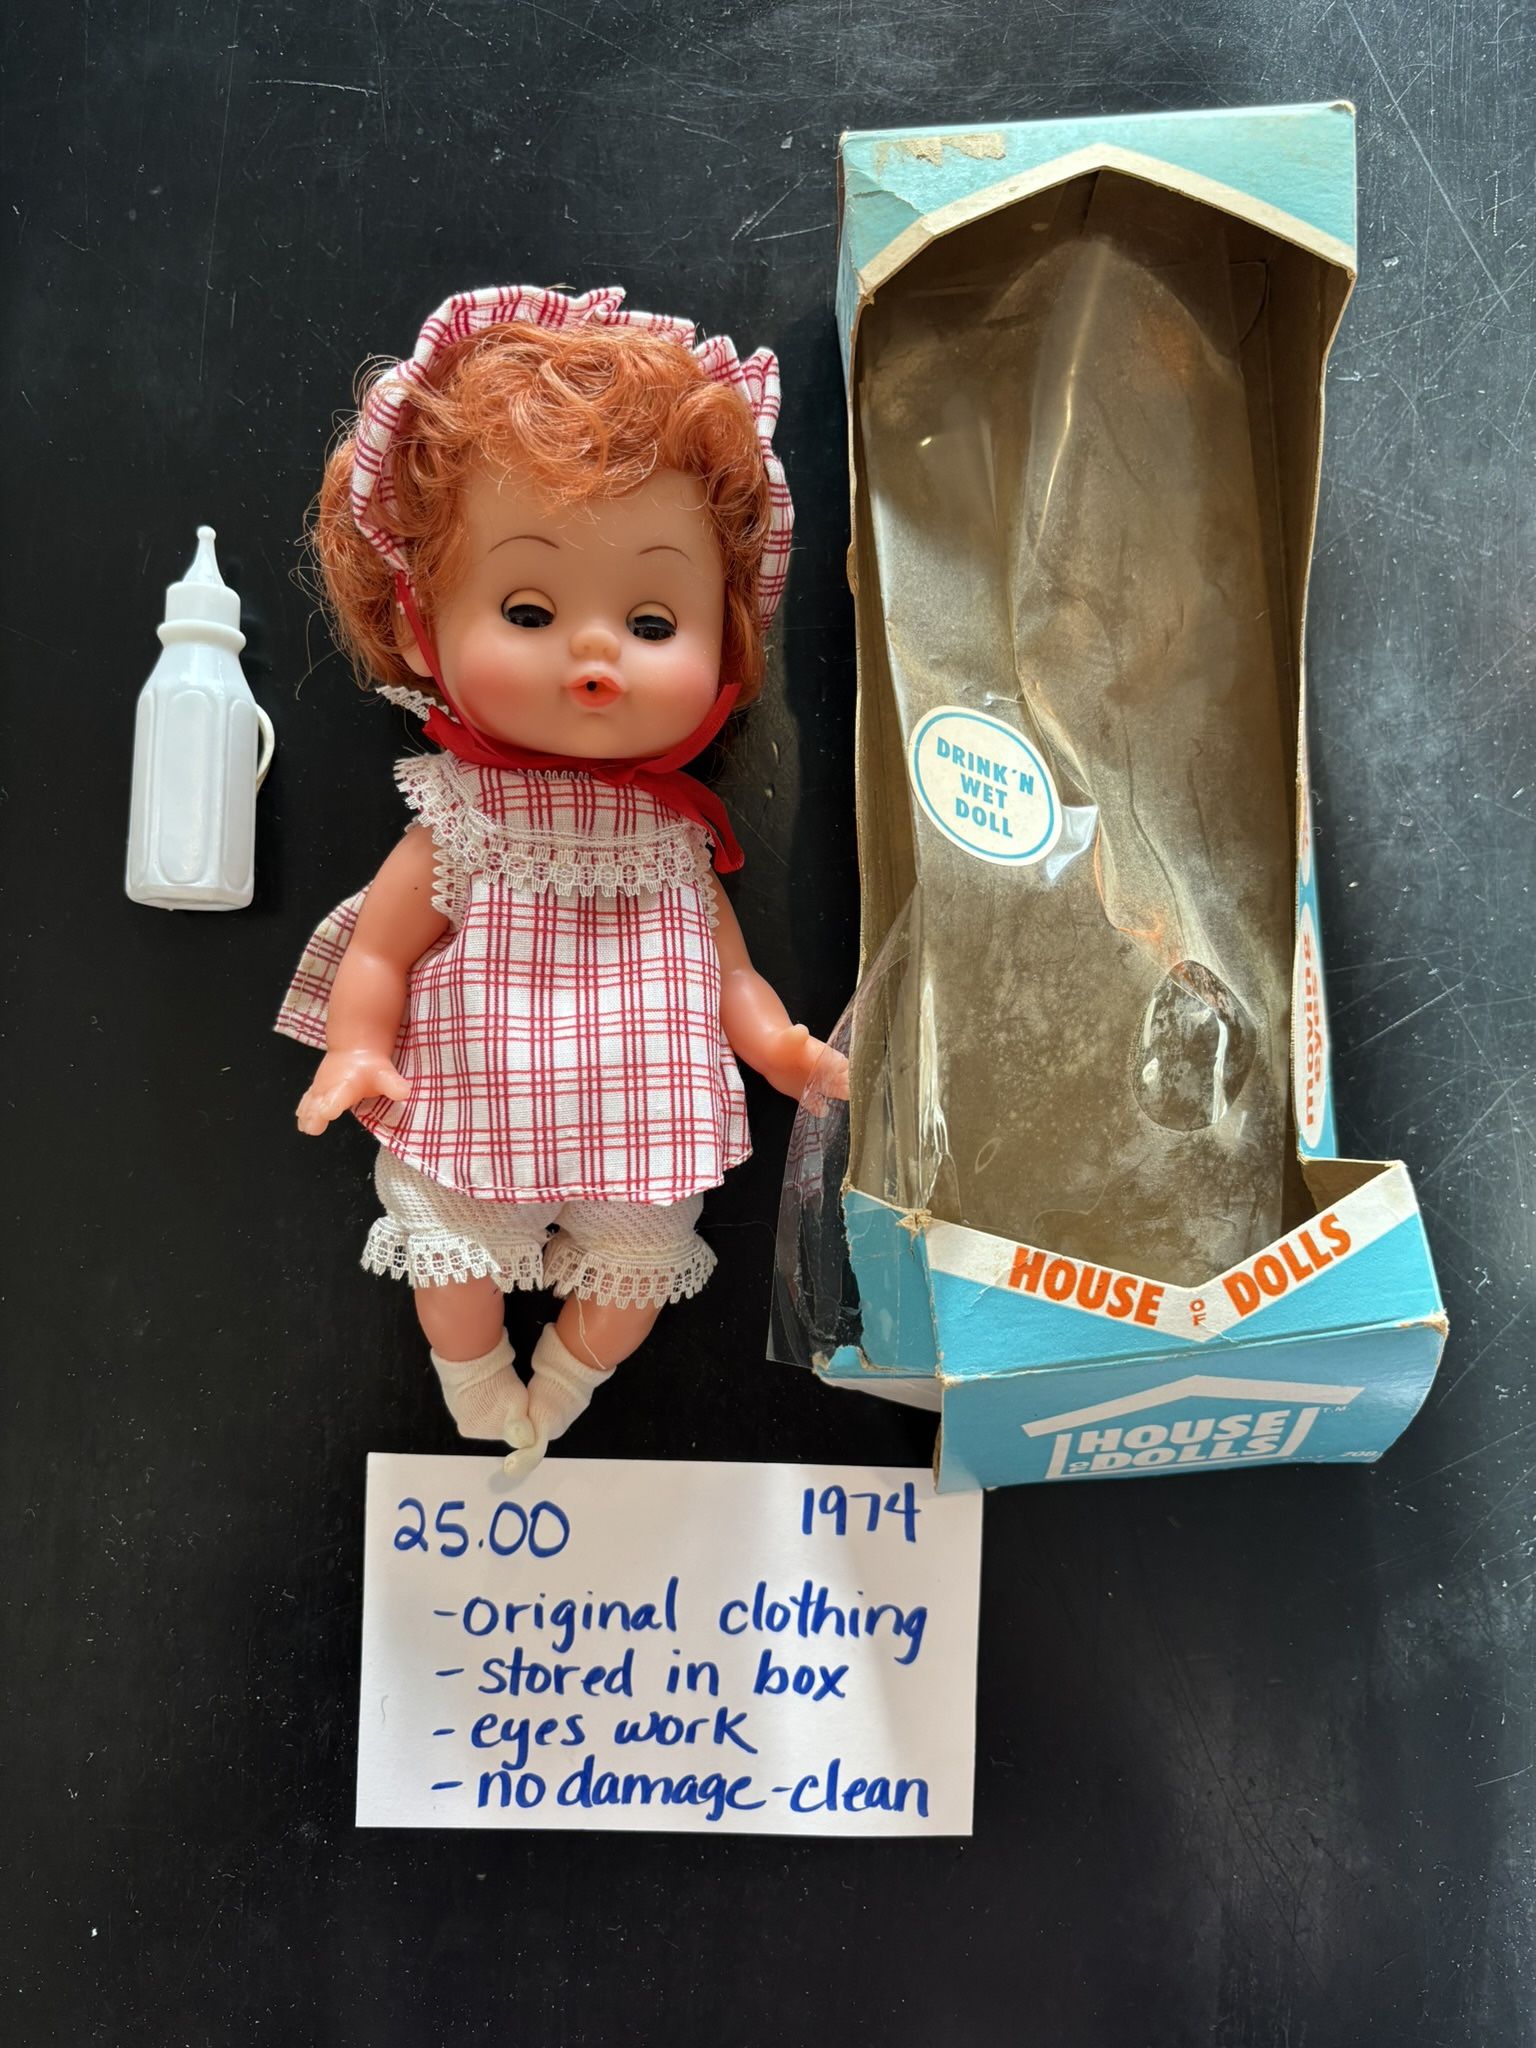 DRINK'N
WET
DOLL
HOUSE OF DOLLS
HOUSE T.M.
OF DOLLS
25.00 1974
-original clothing
- stored in box
- eyes work
- no damage-clean